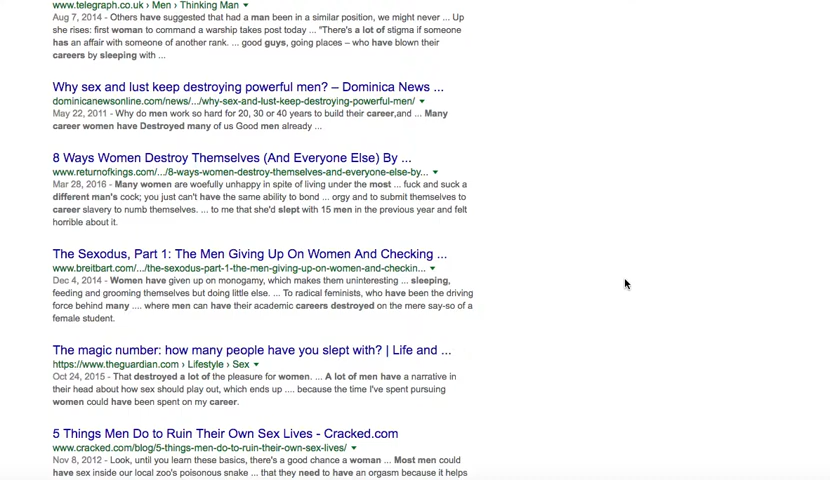 www.telegraph.co.uk › Men › Thinking Man
Aug 7, 2014 - Others have suggested that had a man been in a similar position, we might never ... Up
she rises: first woman to command a warship takes post today ... "There's a lot of stigma if someone
has an affair with someone of another rank. ... good guys, going places – who have blown their
careers by sleeping with ...
Why sex and lust keep destroying powerful men? – Dominica News ...
dominicanewsonline.com/news/.../why-sex-and-lust-keep-destroying-powerful-men/
May 22, 2011 - Why do men work so hard for 20, 30 or 40 years to build their career,and ... Many
career women have Destroyed many of us Good men already ...
8 Ways Women Destroy Themselves (And Everyone Else) By ...
www.returnofkings.com/.../8-ways-women-destroy-themselves-and-everyone-else-by...
Mar 28, 2016 - Many women are woefully unhappy in spite of living under the most ... fuck and suck a
different man's cock; you just can't have the same ability to bond ... orgy and to submit themselves to
career slavery to numb themselves. ... to me that she'd slept with 15 men in the previous year and felt
horrible about it.
The Sexodus, Part 1: The Men Giving Up On Women And Checking ...
www.breitbart.com/.../the-sexodus-part-1-the-men-giving-up-on-women-and-checkin...
Dec 4, 2014 - Women have given up on monogamy, which makes them uninteresting ... sleeping,
feeding and grooming themselves but doing little else. ... To radical feminists, who have been the driving
force behind many .... where men can have their academic careers destroyed on the mere say-so of a
female student.
The magic number: how many people have you slept with? | Life and ...
https://www.theguardian.com › Lifestyle › Sex
Oct 24, 2015 - That destroyed a lot of the pleasure for women. ... A lot of men have a narrative in
their head about how sex should play out, which ends up .... because the time I've spent pursuing
women could have been spent on my career.
5 Things Men Do to Ruin Their Own Sex Lives - Cracked.com
www.cracked.com/blog/5-things-men-do-to-ruin-their-own-sex-lives/
Nov 8, 2012 - Look, until you learn these basics, there's a good chance a woman ... Most men could
have sex inside our local zoo's poisonous snake ... that they need to have an orgasm because it helps